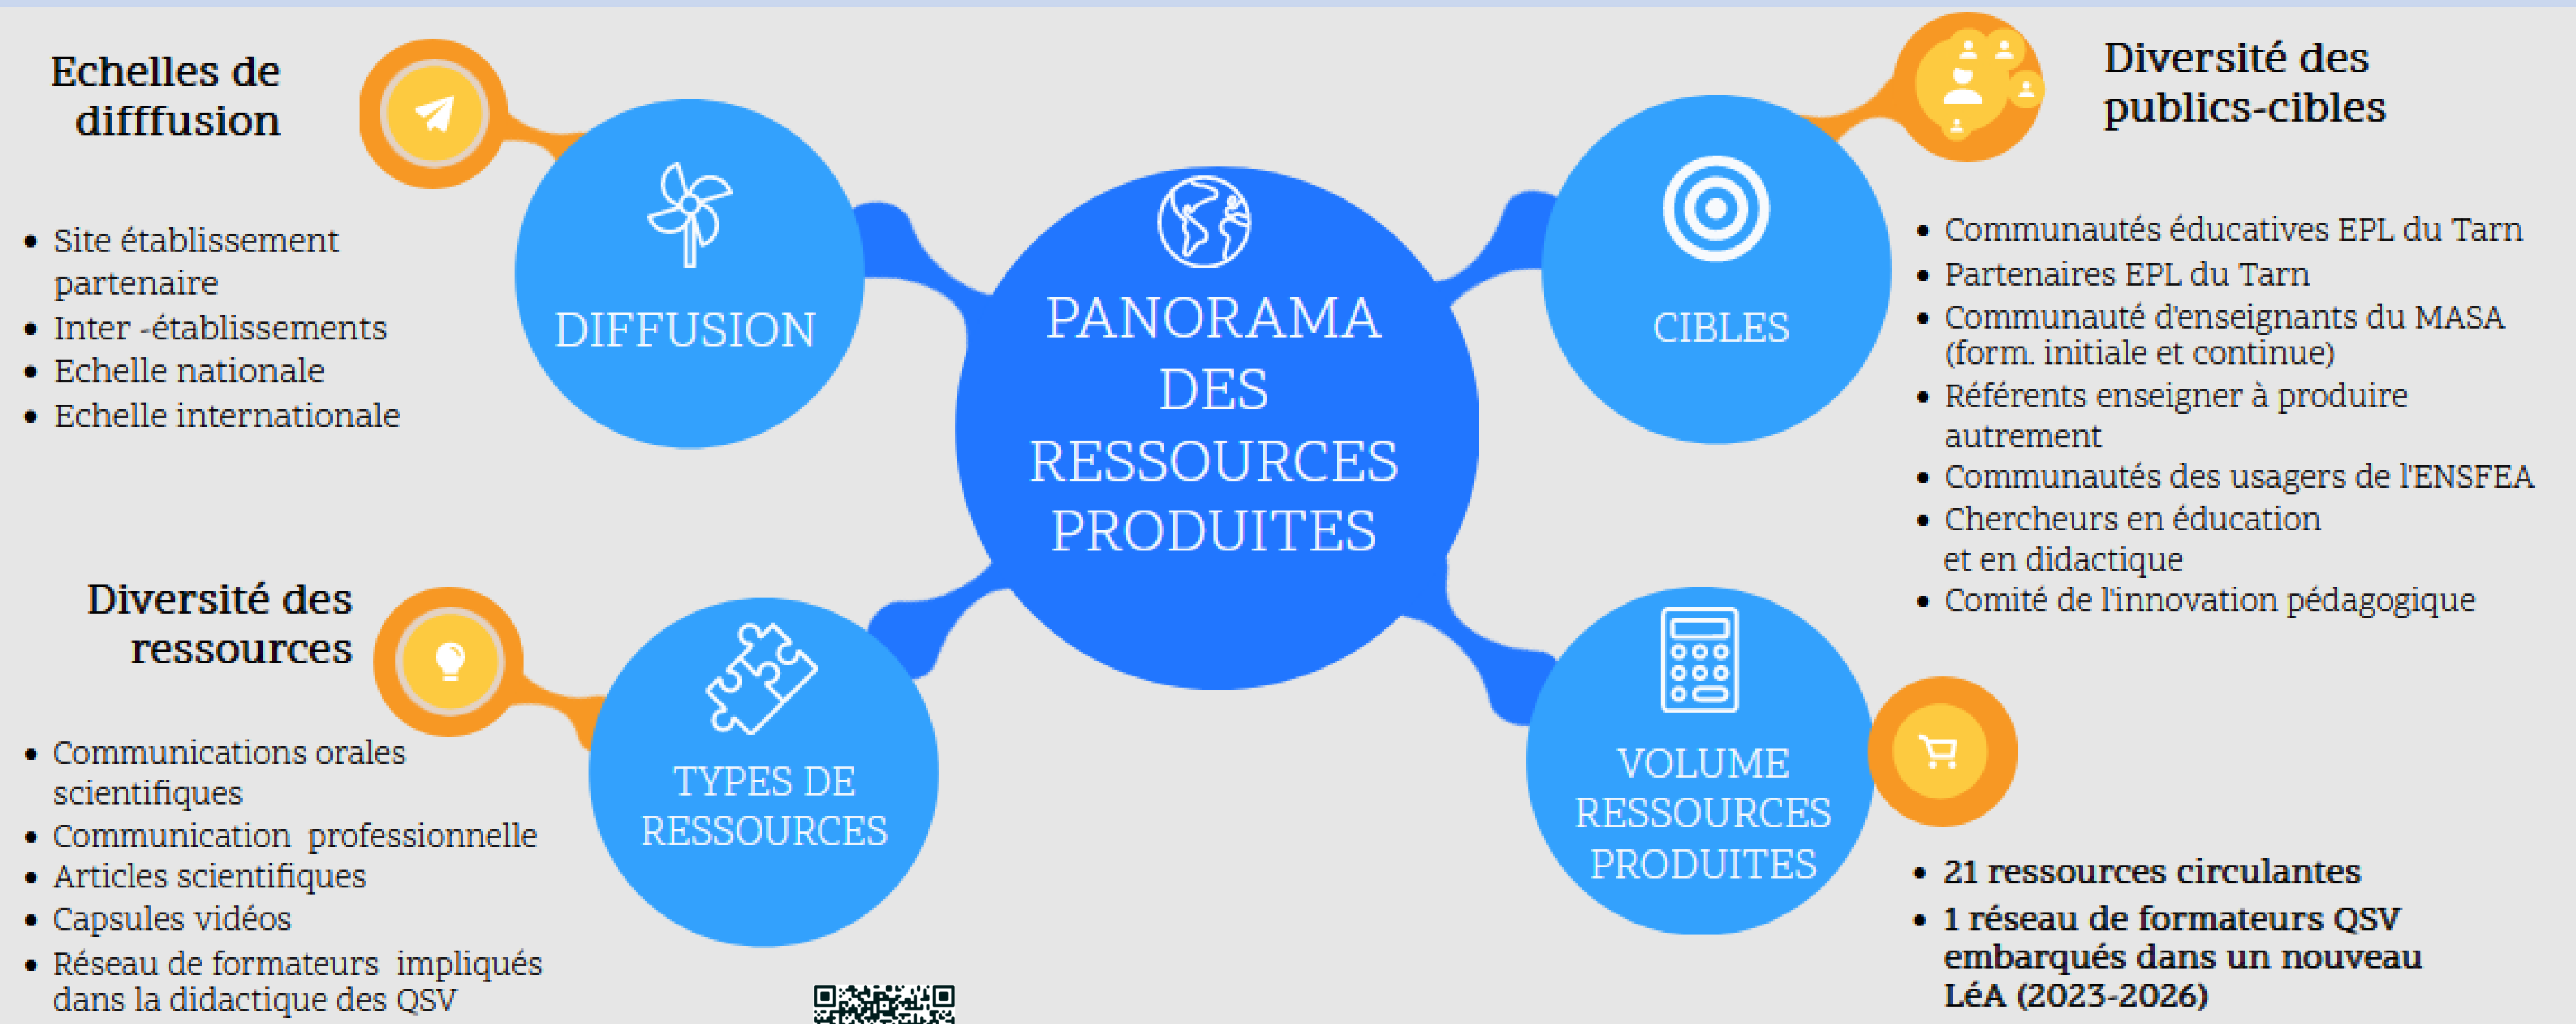 Echelles de
difffusion
• Site établissement
partenaire
• Inter -établissements
• Echelle nationale
• Echelle internationale
DIFFUSION
PANORAMA
DES
RESSOURCES
PRODUITES
CIBLES
Diversité des
publics-cibles
• Communautés éducatives EPL du Tarn
• Partenaires EPL du Tarn
• Communauté d'enseignants du MASA
(form. initiale et continue)
• Référents enseigner à produire
autrement
• Communautés des usagers de l'ENSFEA
• Chercheurs en éducation
et en didactique
• Comité de l'innovation pédagogique
Diversité des
ressources
• Communications orales
scientifiques
• Communication  professionnelle
• Articles scientifiques
• Capsules vidéos
• Réseau de formateurs  impliqués
dans la didactique des QSV
TYPES DE
RESSOURCES
VOLUME
RESSOURCES
PRODUITES
• 21 ressources circulantes
• 1 réseau de formateurs QSV
embarqués dans un nouveau
LéA (2023-2026)